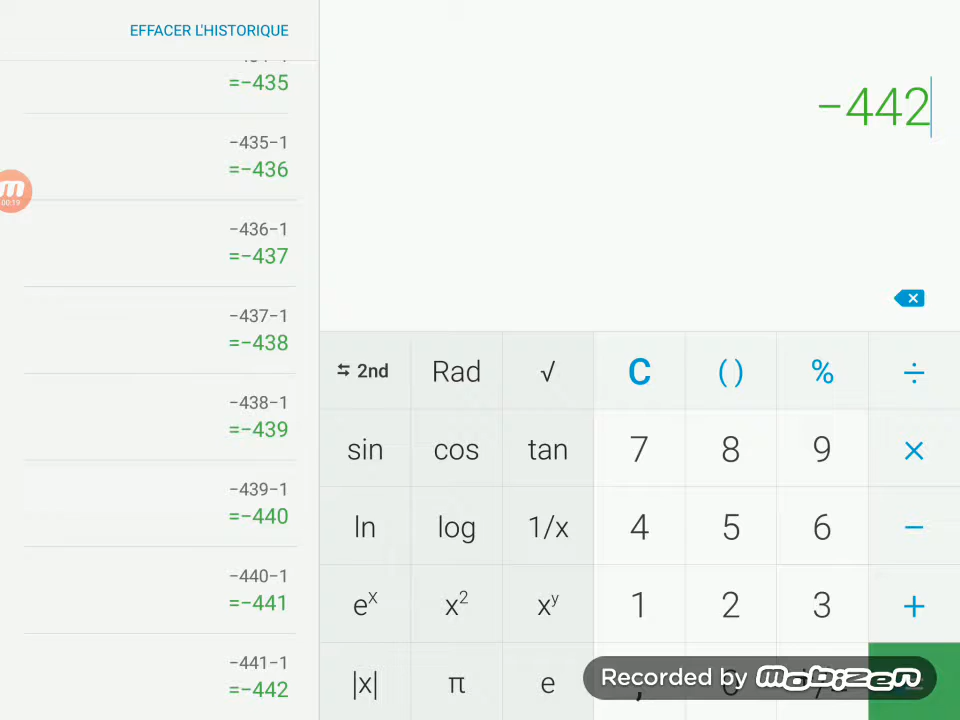 EFFACER L'HISTORIQUE
=−435
−435−1
=−436
−436−1
=−437
−437−1
=−438
−438−1
=−439
−439−1
=−440
−440−1
=−441
−441−1
=−442
m
00:19
−442
⇆ 2nd Rad √ C ( ) % ÷
sin cos tan 7 8 9 ×
ln log 1/x 4 5 6 −
eˣ x² xʸ 1 2 3 +
|x| π e
Recorded by mobizen